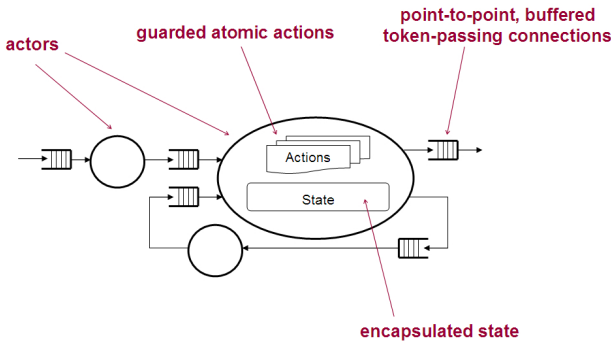 point-to-point, buffered
token-passing connections
guarded atomic actions
actors
Actions
State
encapsulated state